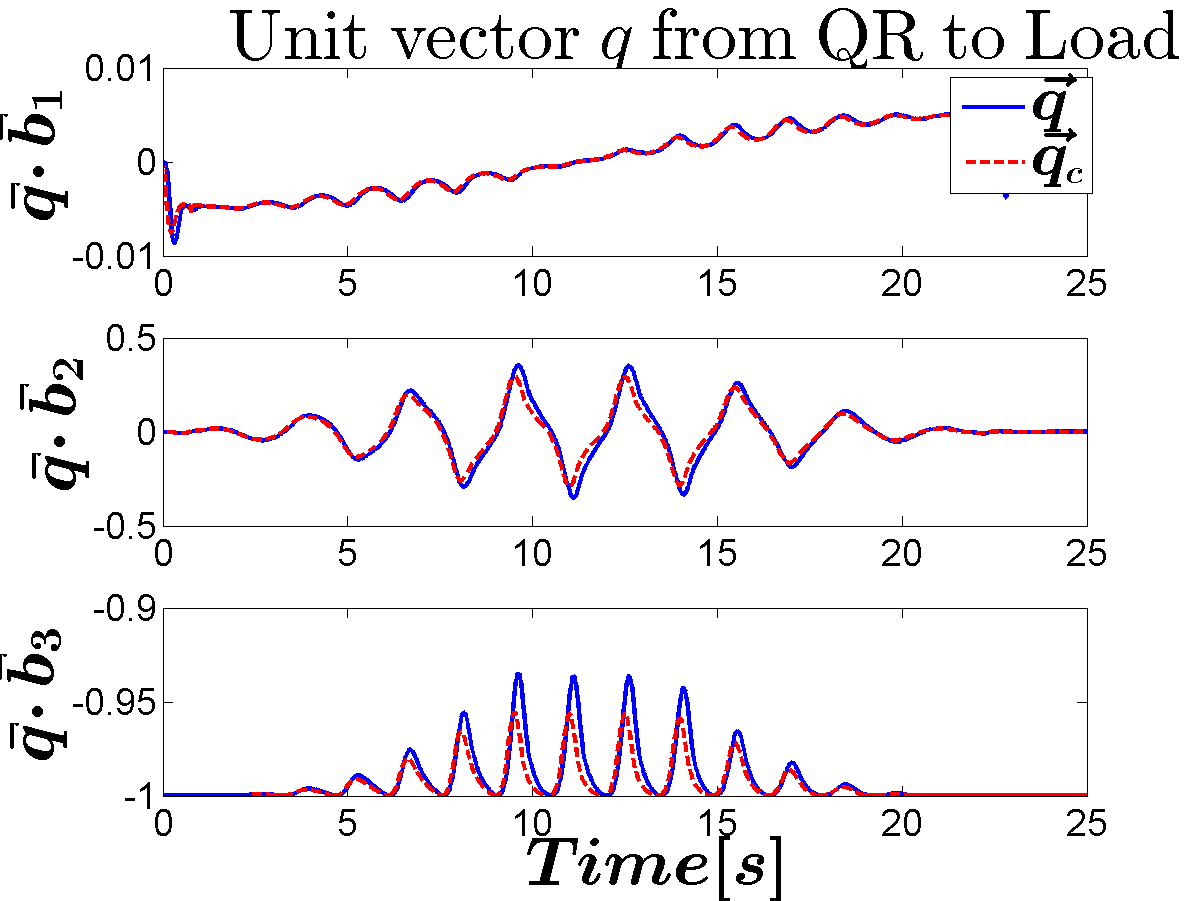 Unit vector q from QR to Load
0.01
0
-0.01
q̄ · b̄₁
q⃗
q⃗c
0 5 10 15 20 25
0.5
0
-0.5
q̄ · b̄₂
0 5 10 15 20 25
-0.9
-0.95
-1
q̄ · b̄₃
0 5 10 15 20 25
Time[s]